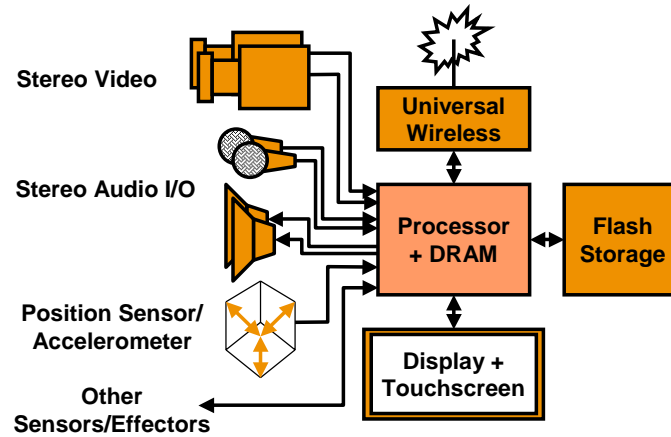 Stereo Video
Universal
Wireless
Stereo Audio I/O
Processor
+ DRAM
Flash
Storage
Position Sensor/
Accelerometer
Display +
Touchscreen
Other
Sensors/Effectors